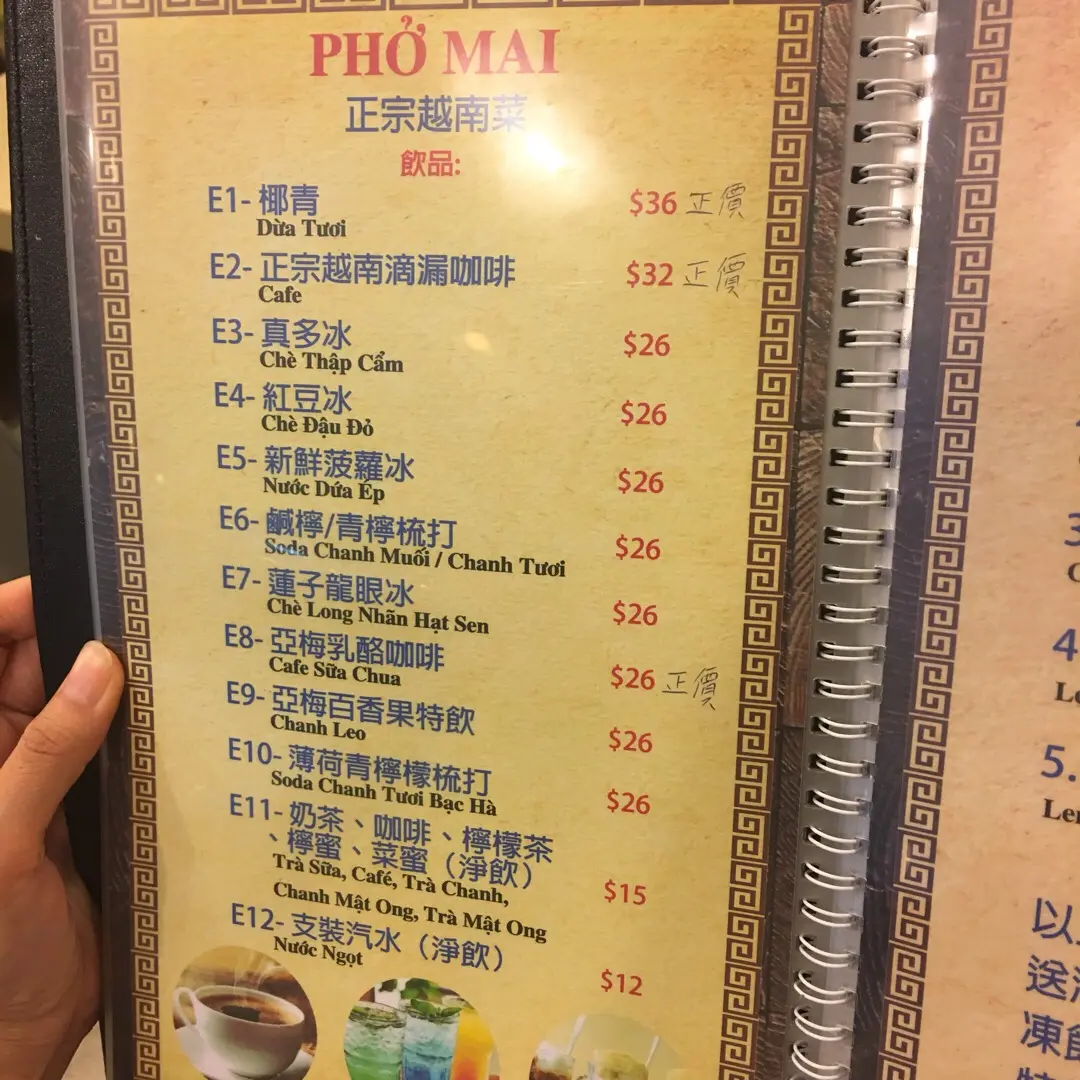 PHỞ MAI
正宗越南菜
飲品:
E1- 椰青 $36 正價
Dừa Tươi
E2- 正宗越南滴漏咖啡 $32 正價
Cafe
E3- 真多冰 $26
Chè Thập Cẩm
E4- 紅豆冰 $26
Chè Đậu Đỏ
E5- 新鮮菠蘿冰 $26
Nước Dứa Ép
E6- 鹹檸/青檸梳打 $26
Soda Chanh Muối / Chanh Tươi
E7- 蓮子龍眼冰 $26
Chè Long Nhãn Hạt Sen
E8- 亞梅乳酪咖啡 $26 正價
Cafe Sữa Chua
E9- 亞梅百香果特飲 $26
Chanh Leo
E10- 薄荷青檸檬梳打 $26
Soda Chanh Tươi Bạc Hà
E11- 奶茶、咖啡、檸檬茶
、檸蜜、菜蜜（淨飲） $15
Trà Sữa, Café, Trà Chanh,
Chanh Mật Ong, Trà Mật Ong
E12- 支裝汽水（淨飲） $12
Nước Ngọt
4
5.
以
送
凍